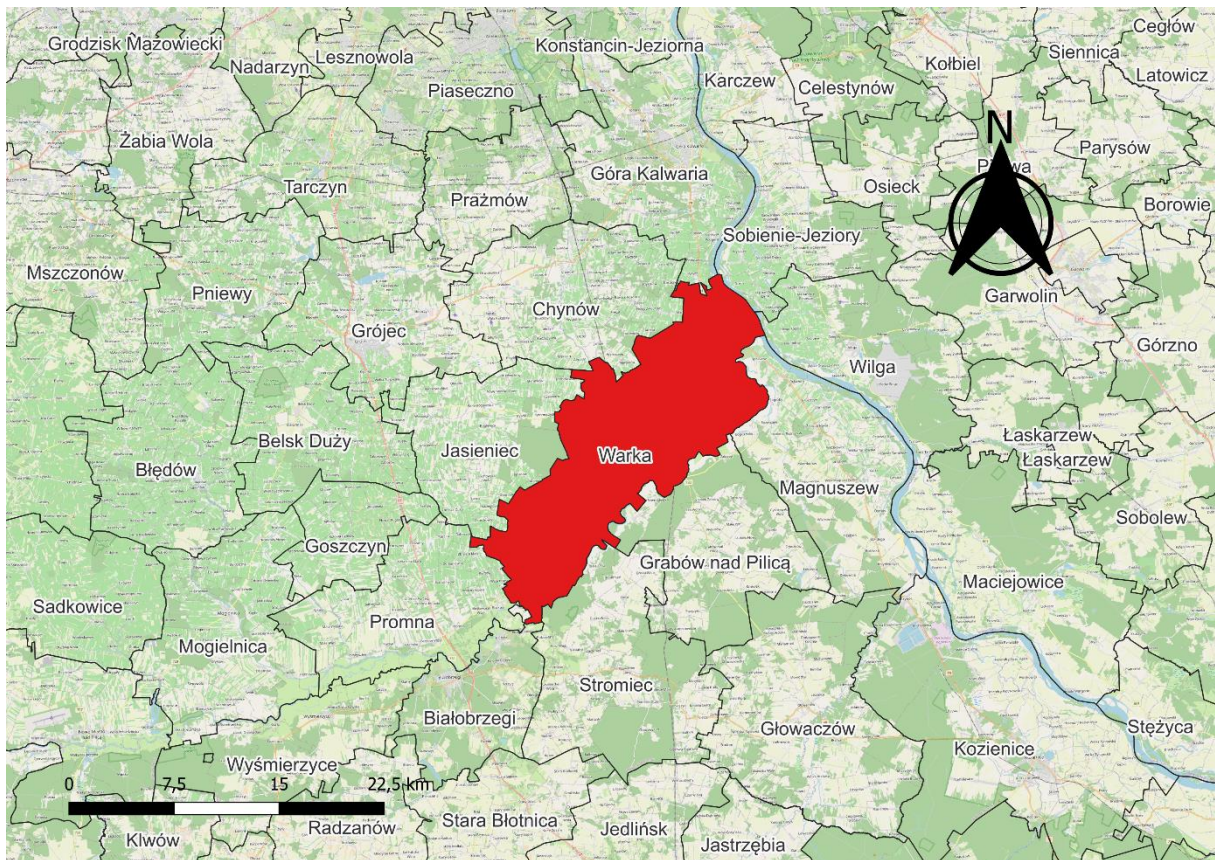 Cegłów
Grodzisk Mazowiecki
Lesznowola
Konstancin-Jeziorna
Siennica
Nadarzyn
Kołbiel
Latowicz
Karczew
Celestynów
Piaseczno
N
Żabia Wola
Parysów
Góra Kalwaria
Tarczyn
Osieck
Prażmów
Borowie
Sobienie-Jeziory
Mszczonów
Pniewy
Garwolin
Chynów
Grójec
Górzno
Wilga
Belsk Duży
Łaskarzew
Jasieniec
Warka
Łaskarzew
Błędów
Magnuszew
Sobolew
Goszczyn
Grabów nad Pilicą
Maciejowice
Sadkowice
Promna
Mogielnica
Stromiec
Białobrzegi
Głowaczów
Stężyca
Kozienice
Wyśmierzyce
0 7,5 15 22,5 km
Stara Błotnica
Radzanów
Jedlińsk
Klwów
Jastrzębia